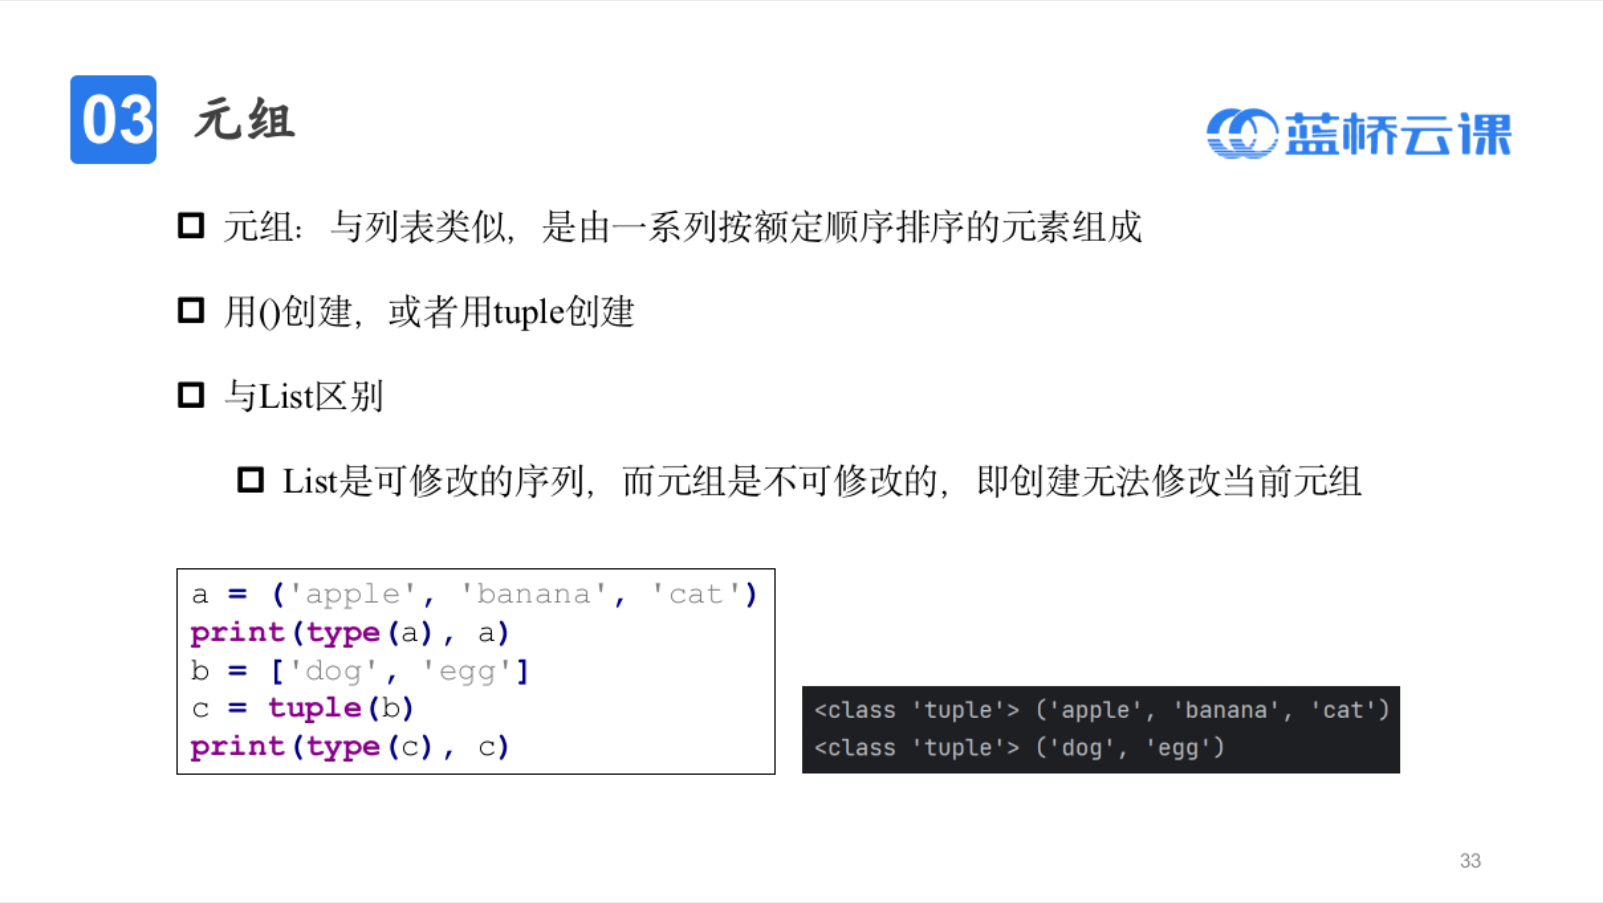 03 元组
蓝桥云课
元组：与列表类似，是由一系列按额定顺序排序的元素组成
用()创建，或者用tuple创建
与List区别
List是可修改的序列，而元组是不可修改的，即创建无法修改当前元组
a = ('apple', 'banana', 'cat')
print(type(a), a)
b = ['dog', 'egg']
c = tuple(b)
print(type(c), c)
<class 'tuple'> ('apple', 'banana', 'cat')
<class 'tuple'> ('dog', 'egg')
33